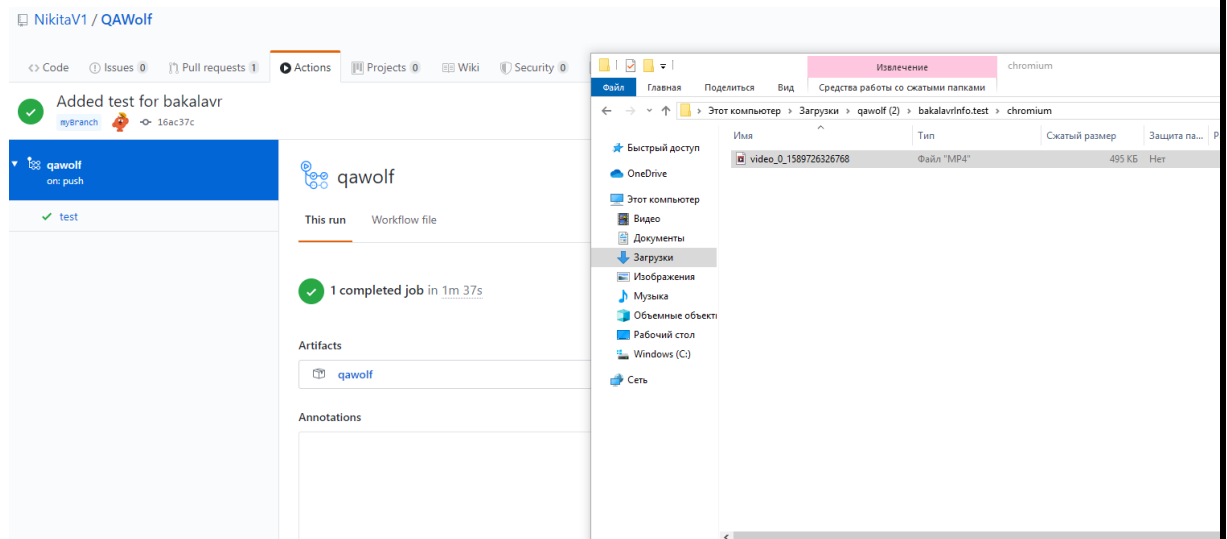 NikitaV1 / QAWolf
Code Issues 0 Pull requests 1 Actions Projects 0 Wiki Security 0
Added test for bakalavr
myBranch 16ac37c
qawolf
on: push
test
qawolf
This run Workflow file
1 completed job in 1m 37s
Artifacts
qawolf
Annotations
Извлечение chromium
Файл Главная Поделиться Вид Средства работы со сжатыми папками
Этот компьютер > Загрузки > qawolf (2) > bakalavrInfo.test > chromium
Имя Тип Сжатый размер Защита па... Р
video_0_1589726326768 Файл "MP4" 495 КБ Нет
Быстрый доступ
OneDrive
Этот компьютер
Видео
Документы
Загрузки
Изображения
Музыка
Объемные объект
Рабочий стол
Windows (C:)
Сеть